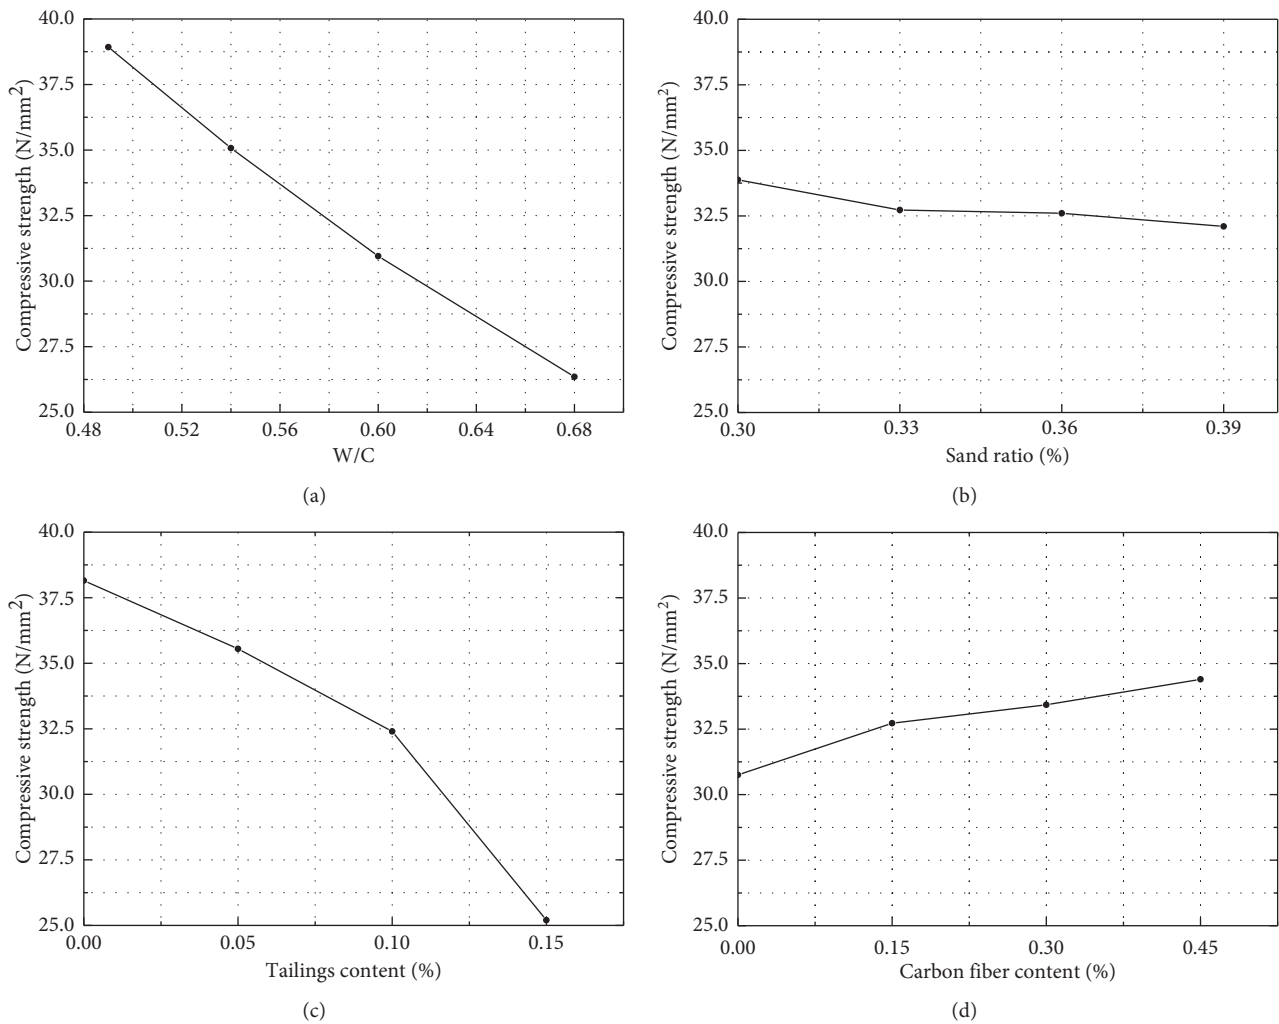 40.0
37.5
35.0
32.5
30.0
27.5
25.0
Compressive strength (N/mm2)
0.48 0.52 0.56 0.60 0.64 0.68
W/C
(a)
40.0
37.5
35.0
32.5
30.0
27.5
25.0
Compressive strength (N/mm2)
0.30 0.33 0.36 0.39
Sand ratio (%)
(b)
40.0
37.5
35.0
32.5
30.0
27.5
25.0
Compressive strength (N/mm2)
0.00 0.05 0.10 0.15
Tailings content (%)
(c)
40.0
37.5
35.0
32.5
30.0
27.5
25.0
Compressive strength (N/mm2)
0.00 0.15 0.30 0.45
Carbon fiber content (%)
(d)